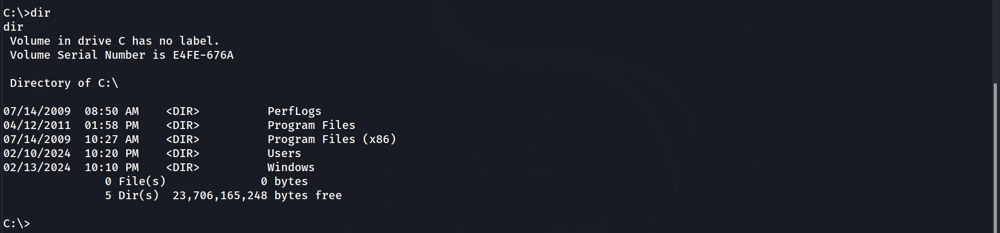 C:\>dir
dir
 Volume in drive C has no label.
 Volume Serial Number is E4FE-676A

 Directory of C:\

07/14/2009  08:50 AM    <DIR>          PerfLogs
04/12/2011  01:58 PM    <DIR>          Program Files
07/14/2009  10:27 AM    <DIR>          Program Files (x86)
02/10/2024  10:20 PM    <DIR>          Users
02/13/2024  10:10 PM    <DIR>          Windows
               0 File(s)              0 bytes
               5 Dir(s)  23,706,165,248 bytes free

C:\>